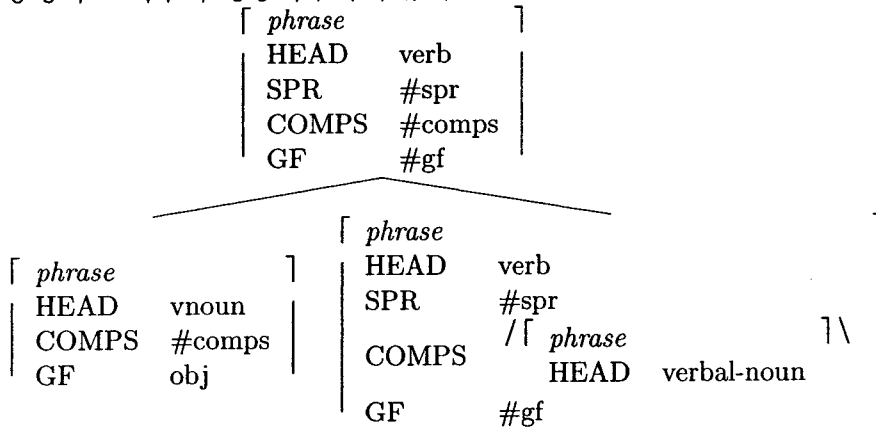 phrase
HEAD verb
SPR #spr
COMPS #comps
GF #gf
phrase
HEAD vnoun
COMPS #comps
GF obj
phrase
HEAD verb
SPR #spr
COMPS / phrase \
HEAD verbal-noun
GF #gf